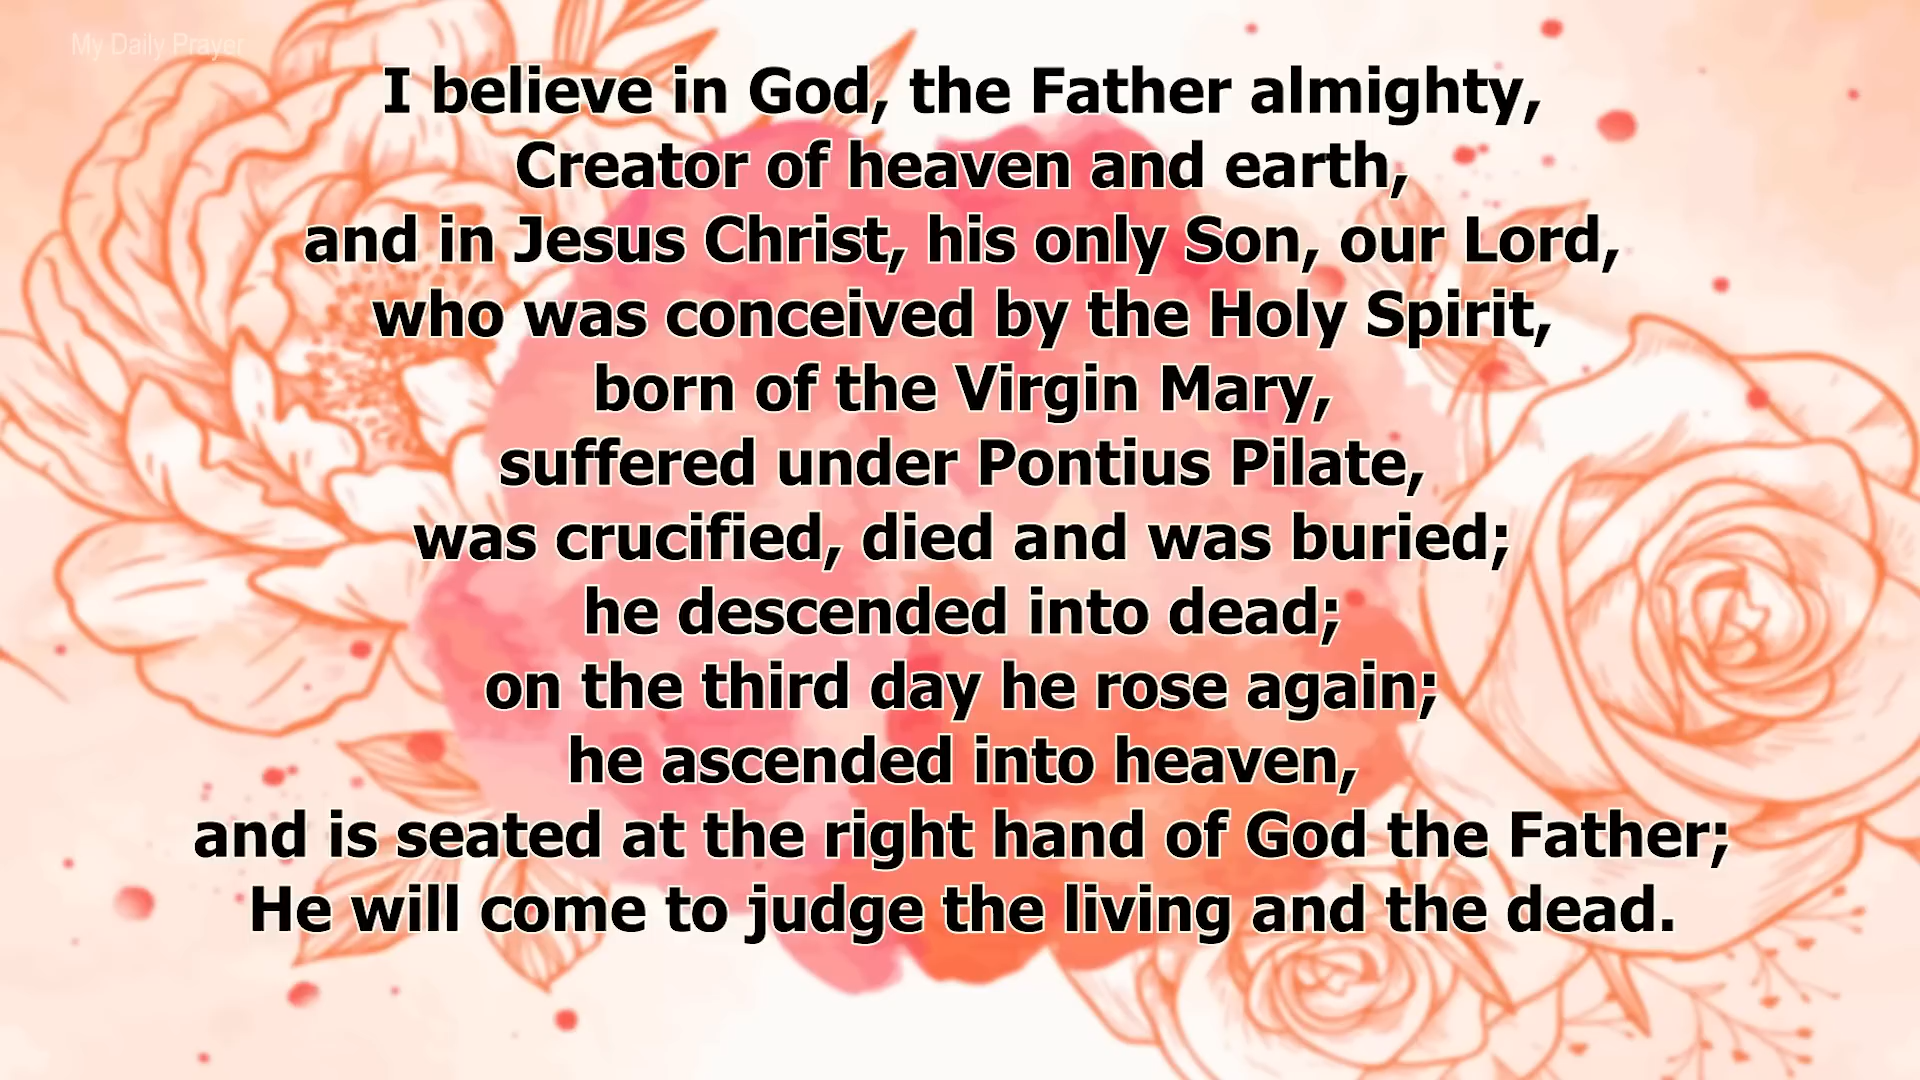 My Daily Prayer
I believe in God, the Father almighty,
Creator of heaven and earth,
and in Jesus Christ, his only Son, our Lord,
who was conceived by the Holy Spirit,
born of the Virgin Mary,
suffered under Pontius Pilate,
was crucified, died and was buried;
he descended into dead;
on the third day he rose again;
he ascended into heaven,
and is seated at the right hand of God the Father;
He will come to judge the living and the dead.